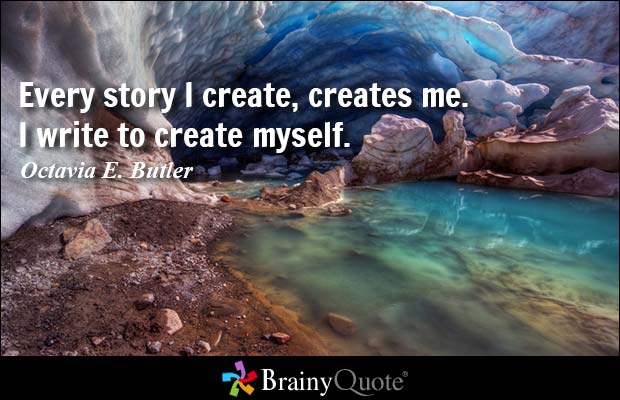 Every story I create, creates me.
I write to create myself.
Octavia E. Butler
BrainyQuote®